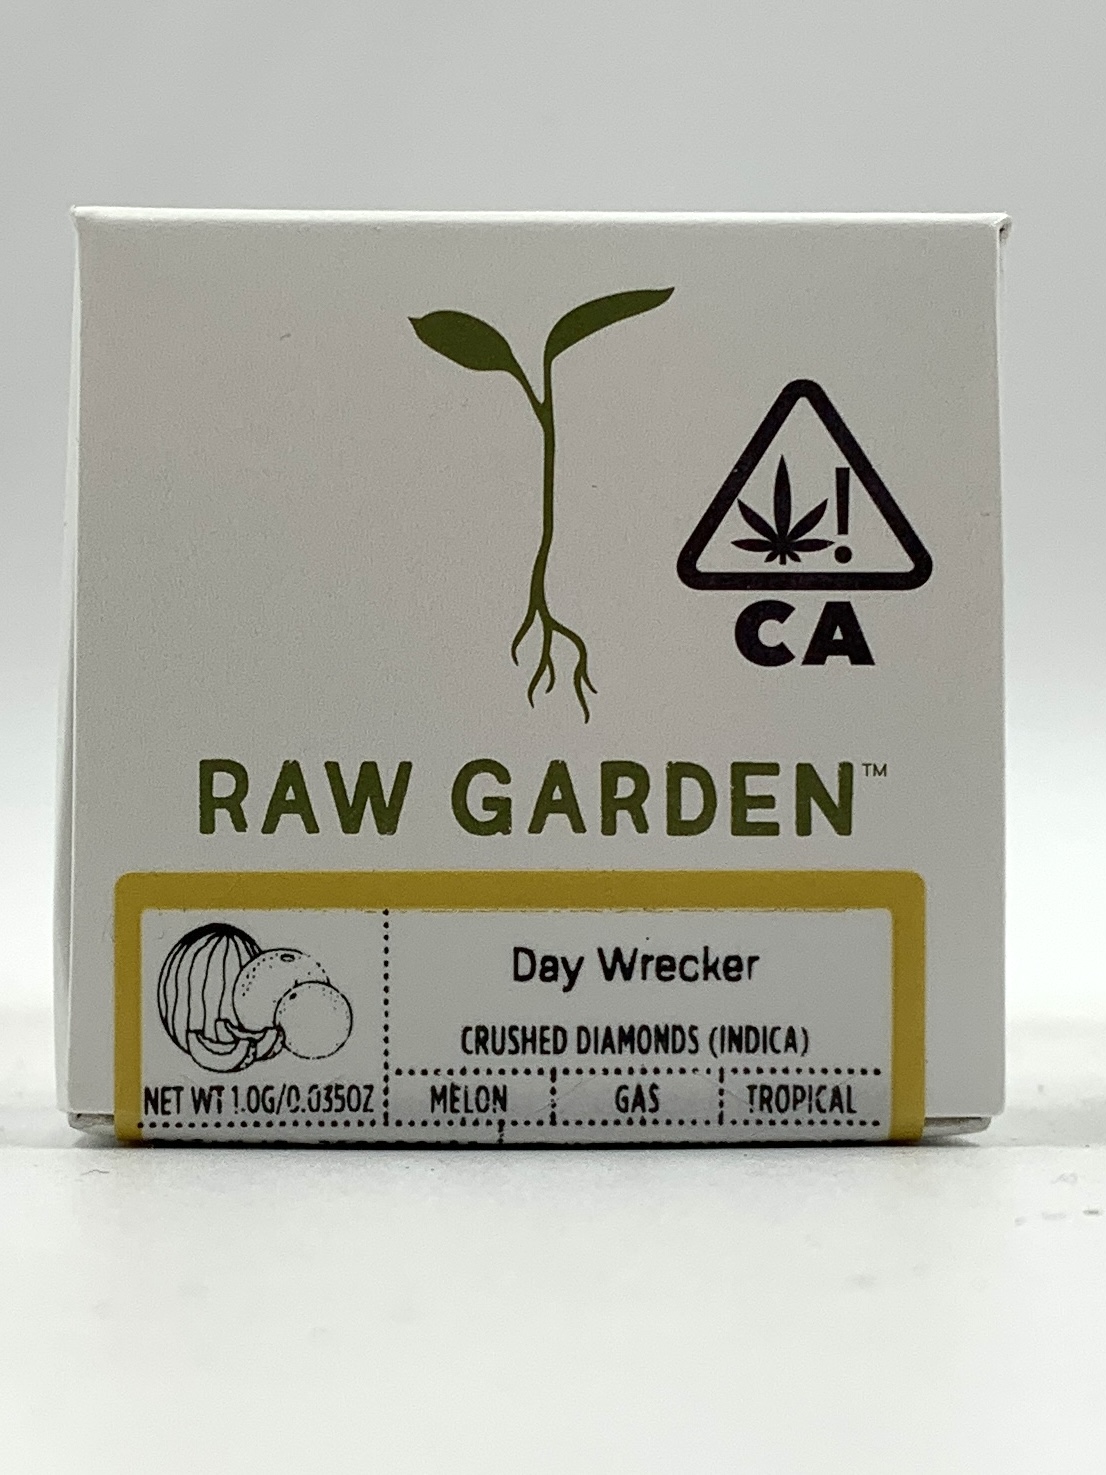 !
CA
RAW GARDEN™
Day Wrecker
CRUSHED DIAMONDS (INDICA)
NET WT 1.0G/0.035OZ
MELON
GAS
TROPICAL